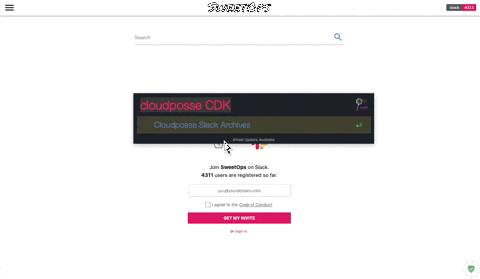 SWEETOPS
slack 4311
Search
cloudposse CDK
Cloudposse Slack Archives
Alfred Update Available
Join SweetOps on Slack.
4311 users are registered so far.
you@yourdomain.com
I agree to the Code of Conduct
GET MY INVITE
or sign in.